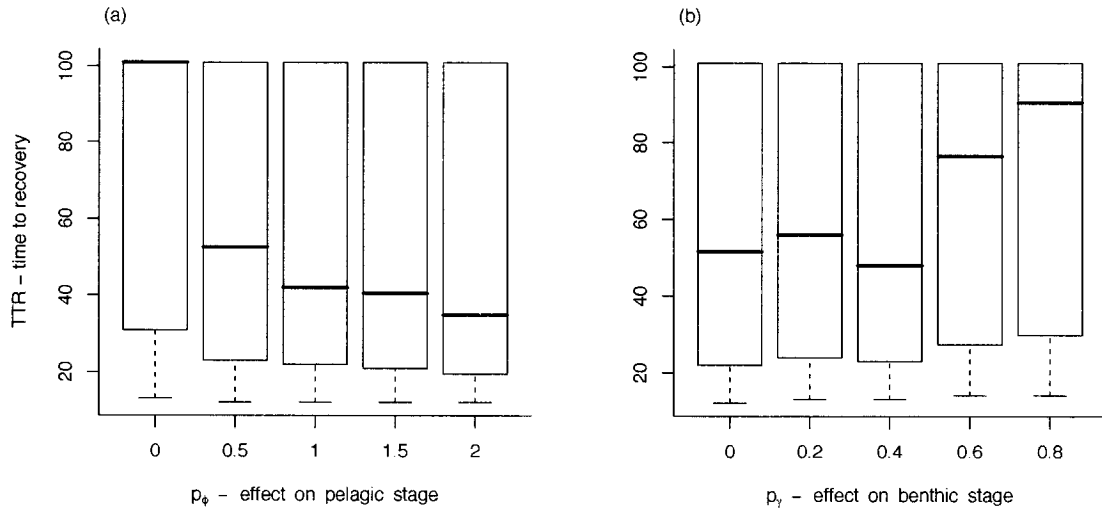 (a)
TTR – time to recovery
100
80
60
40
20
0 0.5 1 1.5 2
pϕ – effect on pelagic stage
(b)
100
80
60
40
20
0 0.2 0.4 0.6 0.8
pγ – effect on benthic stage